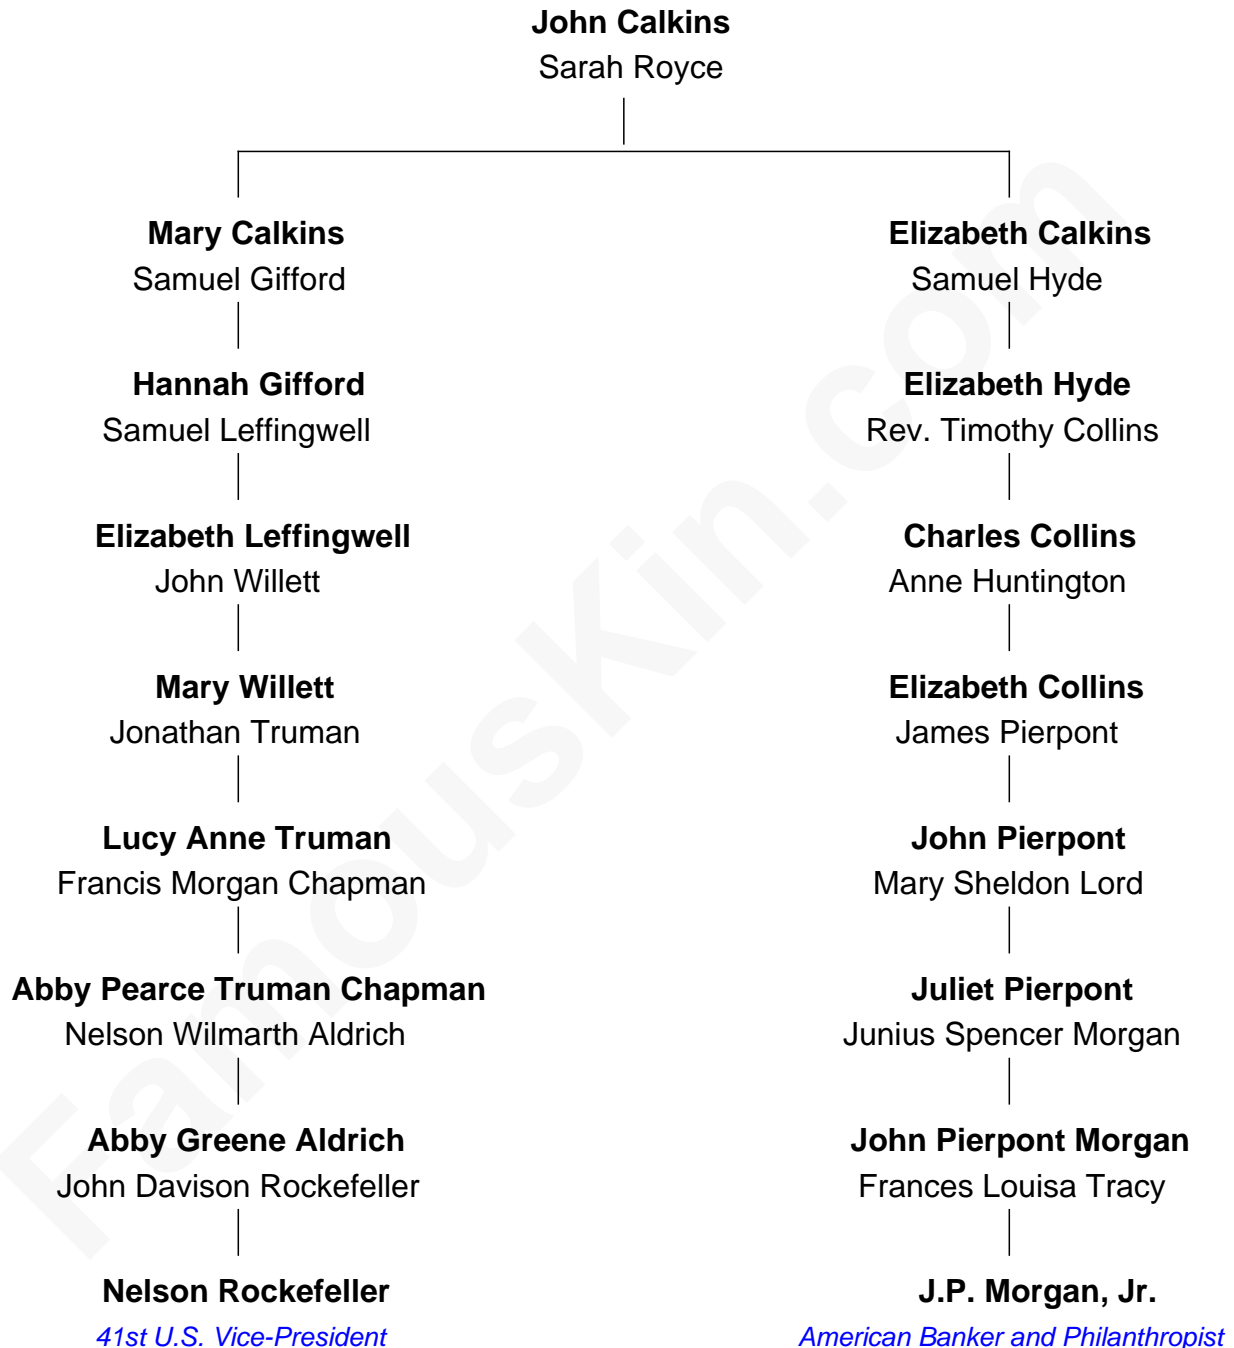 John Calkins
Sarah Royce
Mary Calkins
Samuel Gifford
Hannah Gifford
Samuel Leffingwell
Elizabeth Leffingwell
John Willett
Mary Willett
Jonathan Truman
Lucy Anne Truman
Francis Morgan Chapman
Abby Pearce Truman Chapman
Nelson Wilmarth Aldrich
Abby Greene Aldrich
John Davison Rockefeller
Nelson Rockefeller
41st U.S. Vice-President
Elizabeth Calkins
Samuel Hyde
Elizabeth Hyde
Rev. Timothy Collins
Charles Collins
Anne Huntington
Elizabeth Collins
James Pierpont
John Pierpont
Mary Sheldon Lord
Juliet Pierpont
Junius Spencer Morgan
John Pierpont Morgan
Frances Louisa Tracy
J.P. Morgan, Jr.
American Banker and Philanthropist
FamousKin.com